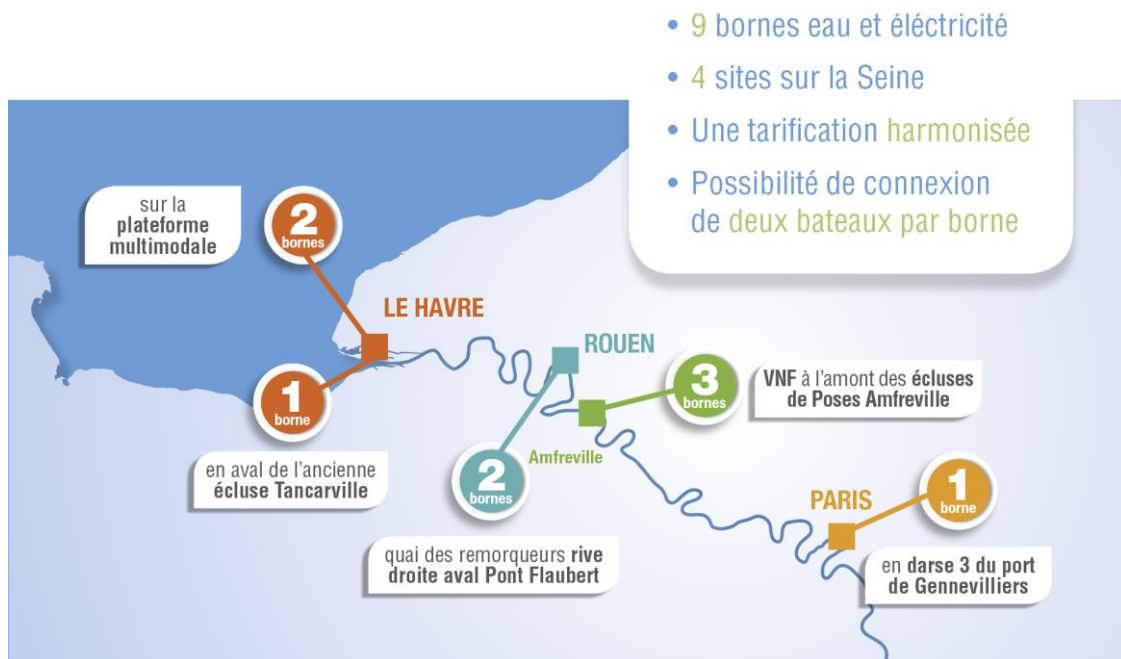 • 9 bornes eau et éléctricité
• 4 sites sur la Seine
• Une tarification harmonisée
• Possibilité de connexion
de deux bateaux par borne
sur la
plateforme
multimodale
2
bornes
LE HAVRE
1
borne
en aval de l'ancienne
écluse Tancarville
ROUEN
2
bornes
quai des remorqueurs rive
droite aval Pont Flaubert
Amfreville
3
bornes
VNF à l'amont des écluses
de Poses Amfreville
PARIS
1
borne
en darse 3 du port
de Gennevilliers